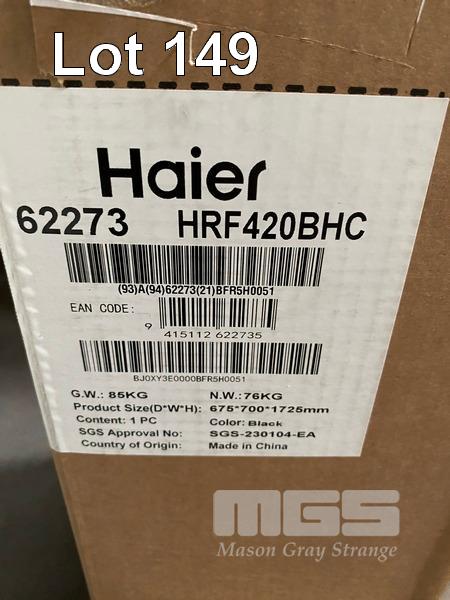 Lot 149
Haier
62273 HRF420BHC
(93)A(94)62273(21)BFR5H0051
EAN CODE:
9 415112 622735
BJ0XY3E0000BFR5H0051
G.W.: 85KG N.W.: 76KG
Product Size(D*W*H): 675*700*1725mm
Content: 1 PC Color: Black
SGS Approval No: SGS-230104-EA
Country of Origin: Made in China
MGS
Mason Gray Strange